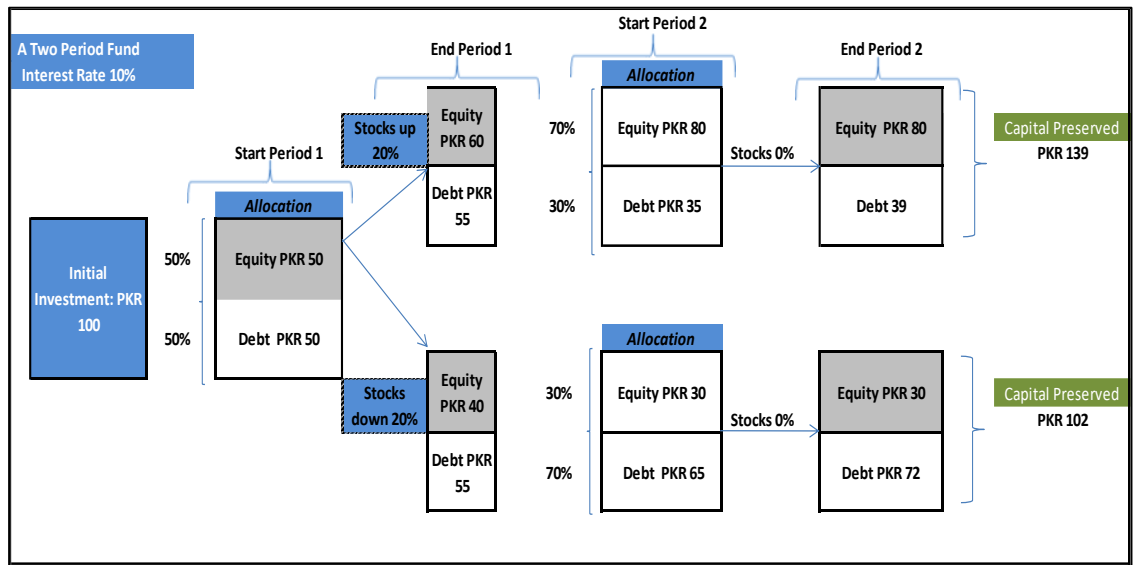 A Two Period Fund
Interest Rate 10%
Start Period 2
End Period 1
End Period 2
Allocation
Stocks up
20%
Equity
PKR 60
70%
Equity PKR 80
Equity PKR 80
Capital Preserved
PKR 139
Stocks 0%
Start Period 1
Debt PKR
55
30%
Debt PKR 35
Debt 39
Allocation
Initial
Investment: PKR
100
50%
Equity PKR 50
50%
Debt PKR 50
Allocation
Stocks
down 20%
Equity
PKR 40
30%
Equity PKR 30
Equity PKR 30
Capital Preserved
PKR 102
Stocks 0%
Debt PKR
55
70%
Debt PKR 65
Debt PKR 72